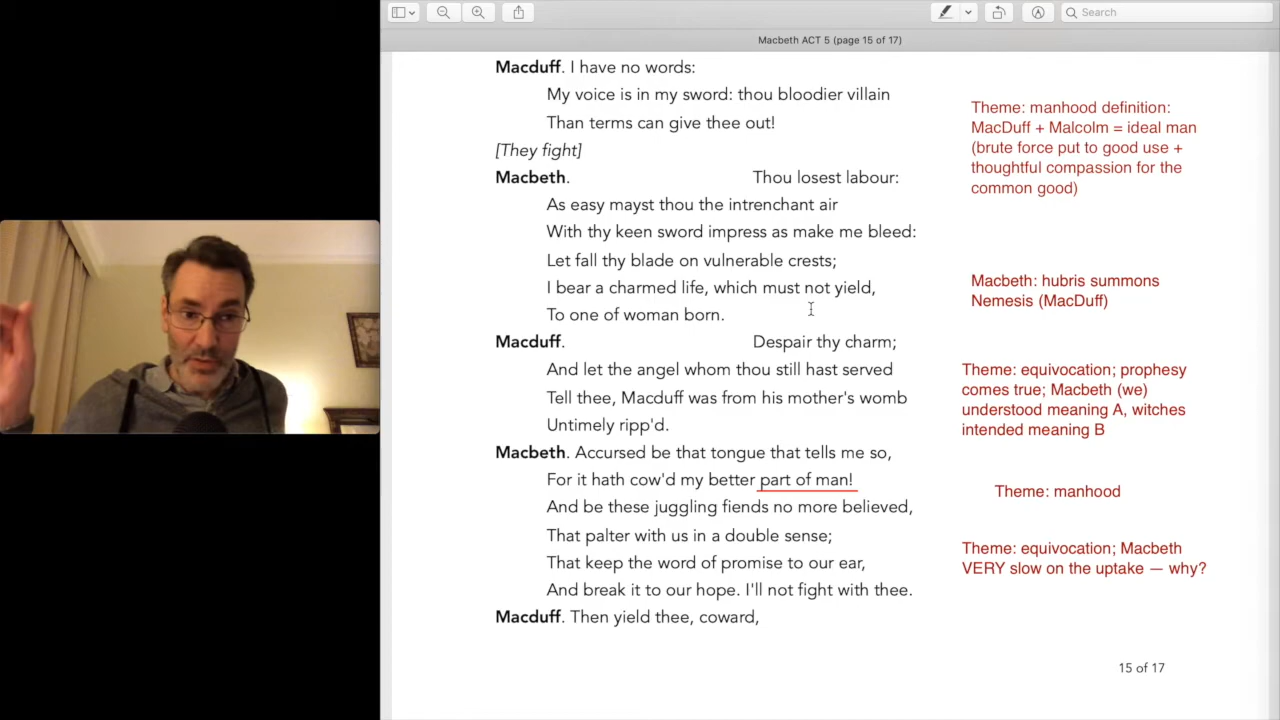 Search
Macbeth ACT 5 (page 15 of 17)
Macduff. I have no words:
My voice is in my sword: thou bloodier villain
Than terms can give thee out!
[They fight]
Macbeth. Thou losest labour:
As easy mayst thou the intrenchant air
With thy keen sword impress as make me bleed:
Let fall thy blade on vulnerable crests;
I bear a charmed life, which must not yield,
To one of woman born.
Macduff. Despair thy charm;
And let the angel whom thou still hast served
Tell thee, Macduff was from his mother's womb
Untimely ripp'd.
Macbeth. Accursed be that tongue that tells me so,
For it hath cow'd my better part of man!
And be these juggling fiends no more believed,
That palter with us in a double sense;
That keep the word of promise to our ear,
And break it to our hope. I'll not fight with thee.
Macduff. Then yield thee, coward,
Theme: manhood definition:
MacDuff + Malcolm = ideal man
(brute force put to good use +
thoughtful compassion for the
common good)
Macbeth: hubris summons
Nemesis (MacDuff)
Theme: equivocation; prophesy
comes true; Macbeth (we)
understood meaning A, witches
intended meaning B
Theme: manhood
Theme: equivocation; Macbeth
VERY slow on the uptake — why?
15 of 17